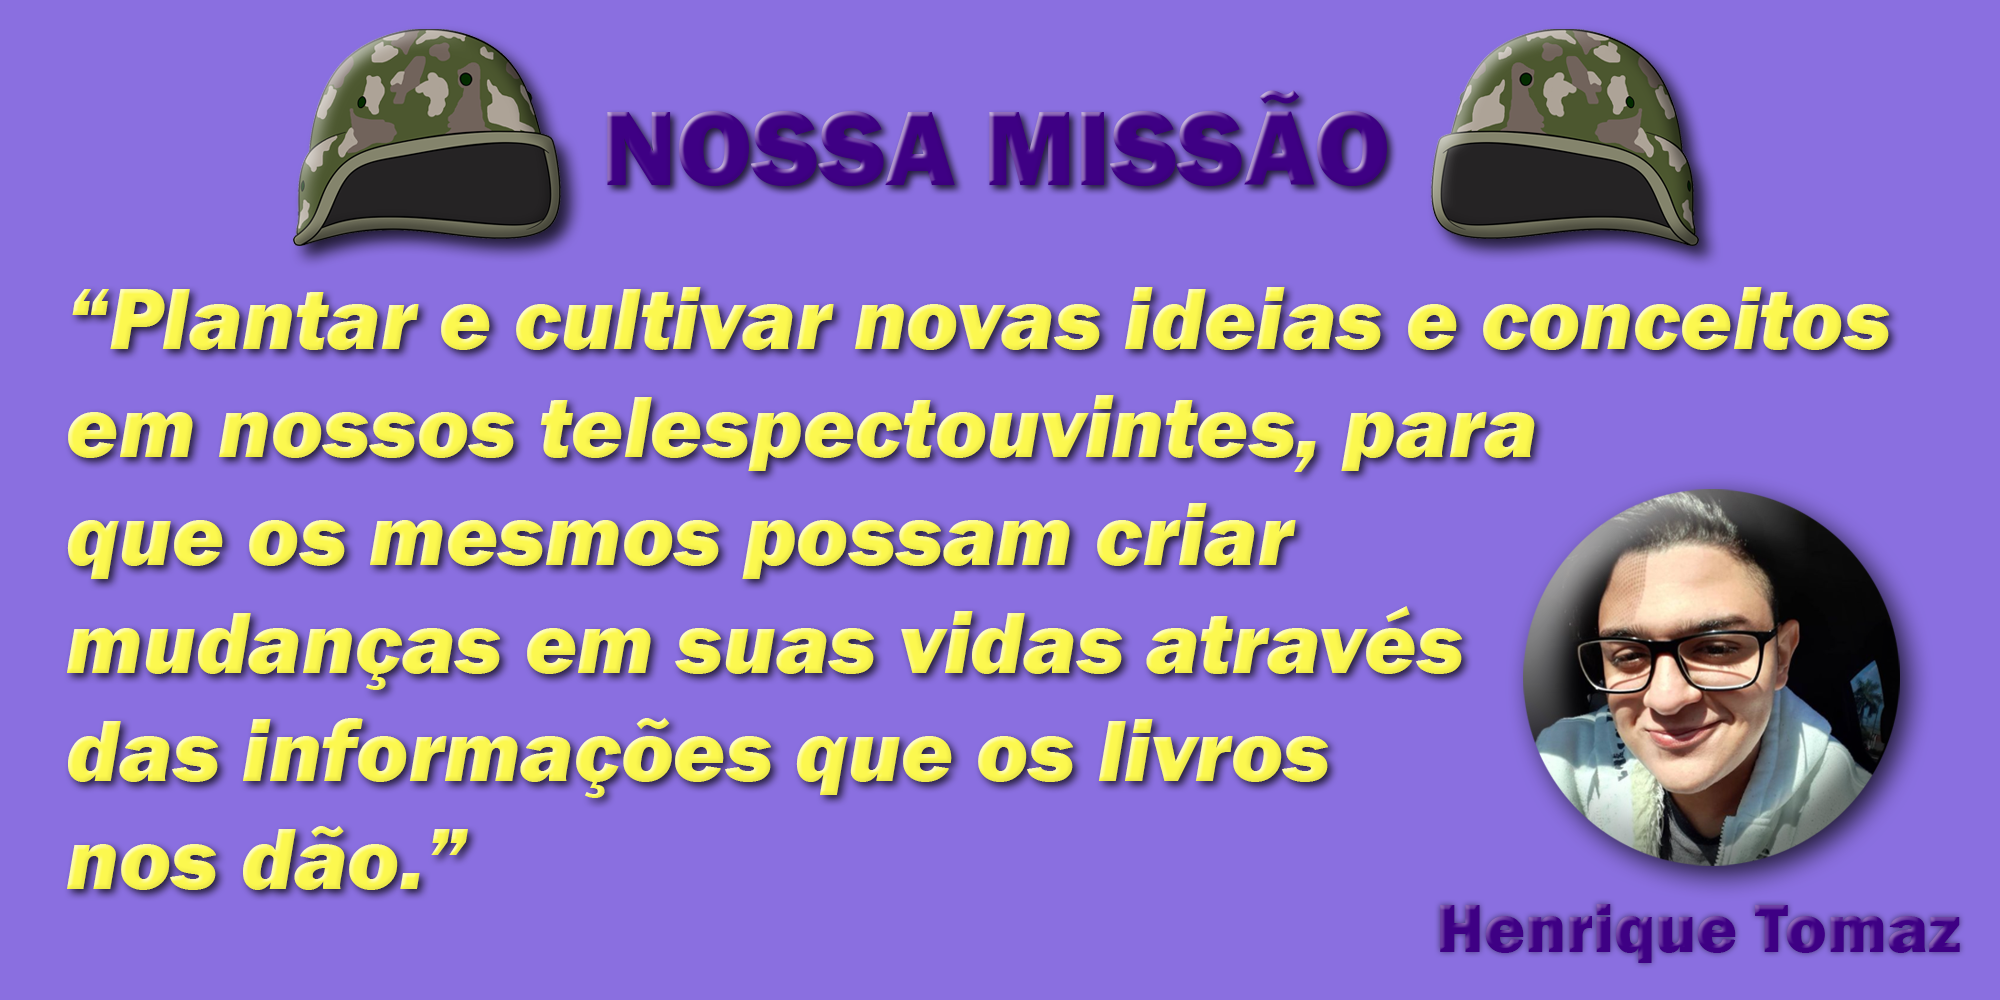 NOSSA MISSÃO
“Plantar e cultivar novas ideias e conceitos
em nossos telespectouvintes, para
que os mesmos possam criar
mudanças em suas vidas através
das informações que os livros
nos dão.”
Henrique Tomaz